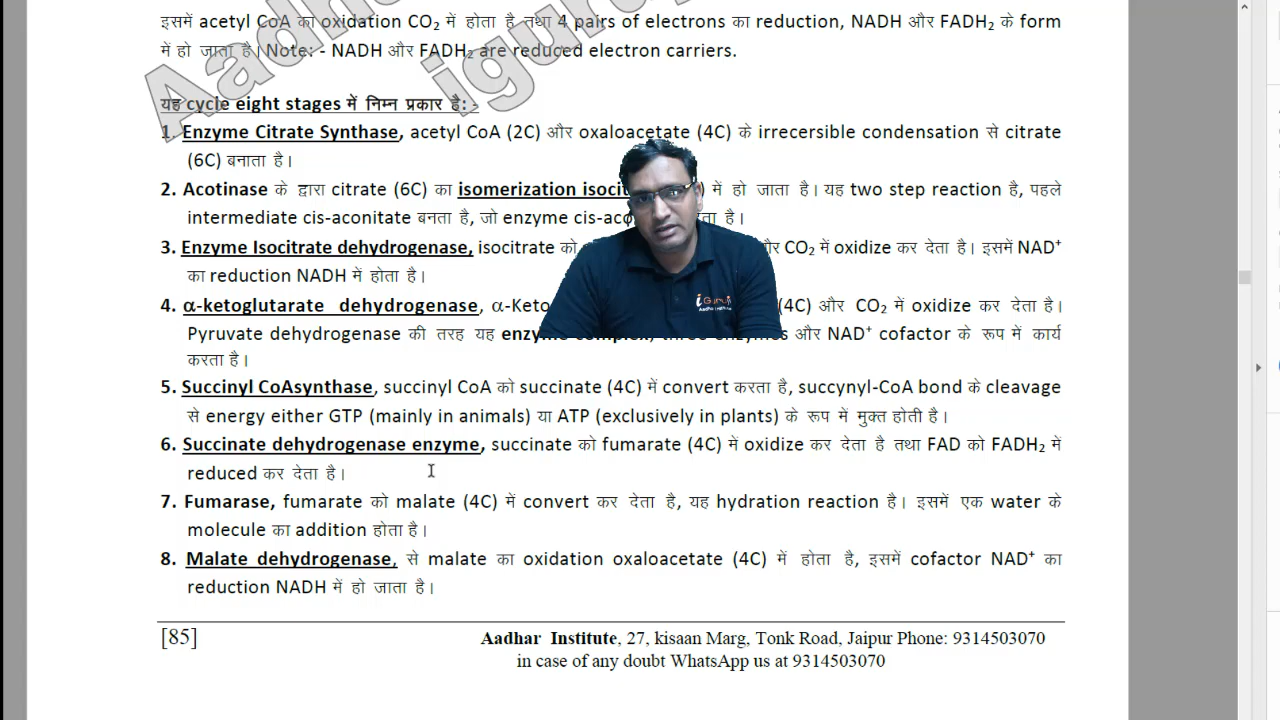 इसमें acetyl CoA का oxidation CO₂ में होता है तथा 4 pairs of electrons का reduction, NADH और FADH₂ के form
में हो जाता है। Note: - NADH और FADH₂ are reduced electron carriers.
यह cycle eight stages में निम्न प्रकार है: -
1. Enzyme Citrate Synthase, acetyl CoA (2C) और oxaloacetate (4C) के irrecersible condensation से citrate
(6C) बनाता है।
2. Acotinase के द्वारा citrate (6C) का isomerization में हो जाता है। यह two step reaction है, पहले
intermediate cis-aconitate बनता है, जो enzyme है।
3. Enzyme Isocitrate dehydrogenase, isocitrate को और CO₂ में oxidize कर देता है। इसमें NAD⁺
का reduction NADH में होता है।
4. α-ketoglutarate dehydrogenase, (4C) और CO₂ में oxidize कर देता है।
Pyruvate dehydrogenase की तरह यह enzyme complex, three enzymes और NAD⁺ cofactor के रूप में कार्य
करता है।
5. Succinyl CoAsynthase, succinyl CoA को succinate (4C) में convert करता है, succynyl-CoA bond के cleavage
से energy either GTP (mainly in animals) या ATP (exclusively in plants) के रूप में मुक्त होती है।
6. Succinate dehydrogenase enzyme, succinate को fumarate (4C) में oxidize कर देता है तथा FAD को FADH₂ में
reduced कर देता है।
7. Fumarase, fumarate को malate (4C) में convert कर देता है, यह hydration reaction है। इसमें एक water के
molecule का addition होता है।
8. Malate dehydrogenase, से malate का oxidation oxaloacetate (4C) में होता है, इसमें cofactor NAD⁺ का
reduction NADH में हो जाता है।
[85]
Aadhar Institute, 27, kisaan Marg, Tonk Road, Jaipur Phone: 9314503070
in case of any doubt WhatsApp us at 9314503070